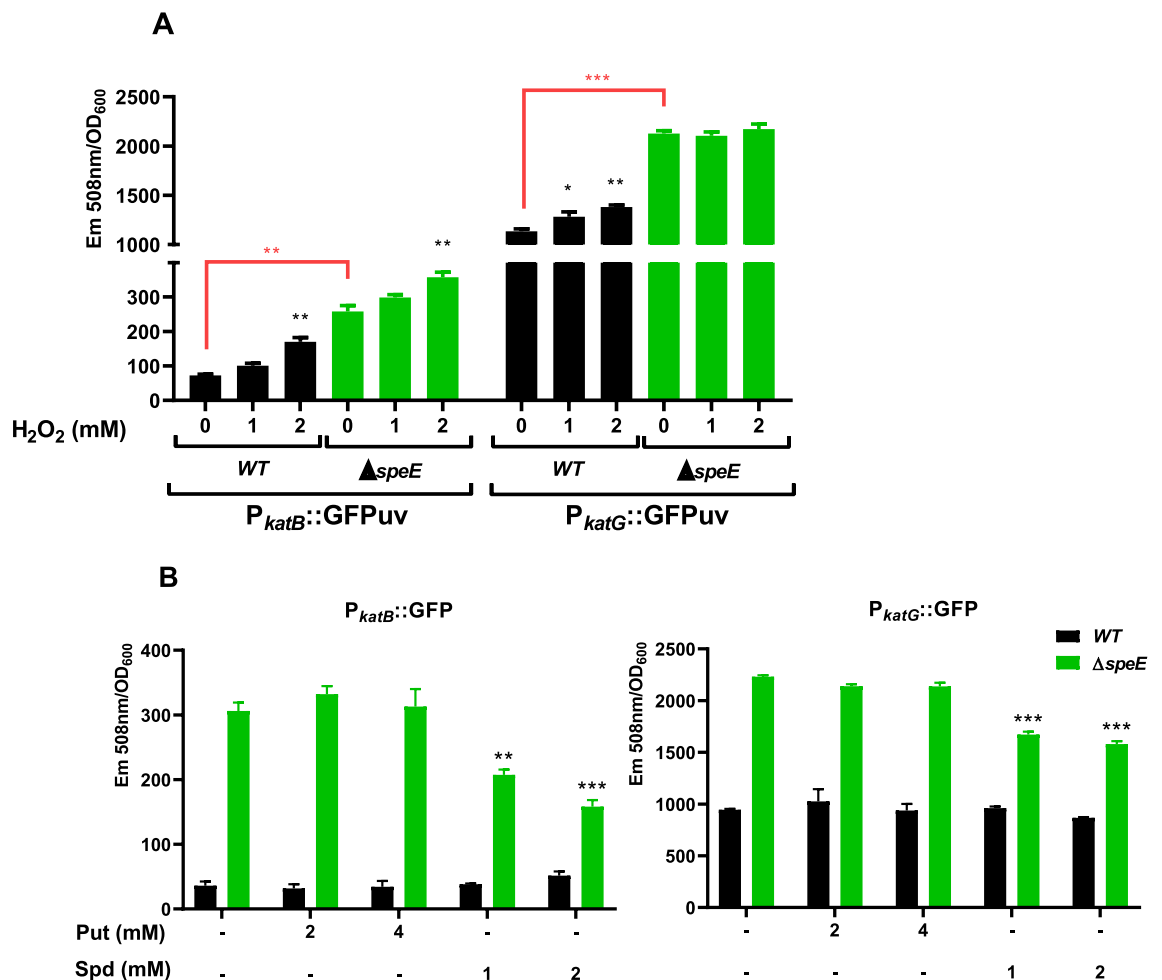 A
Em 508nm/OD600
2500
2000
1500
1000
300
200
100
0
**
**
**
***
*
**
H2O2 (mM)
0 1 2 0 1 2 0 1 2 0 1 2
WT ΔspeE WT ΔspeE
PkatB::GFPuv PkatG::GFPuv
B
PkatB::GFP
Em 508nm/OD600
400
300
200
100
0
**
***
PkatG::GFP
WT
ΔspeE
Em 508nm/OD600
2500
2000
1500
1000
500
0
***
***
Put (mM) - 2 4 - - - 2 4 - -
Spd (mM) - - - 1 2 - - - 1 2